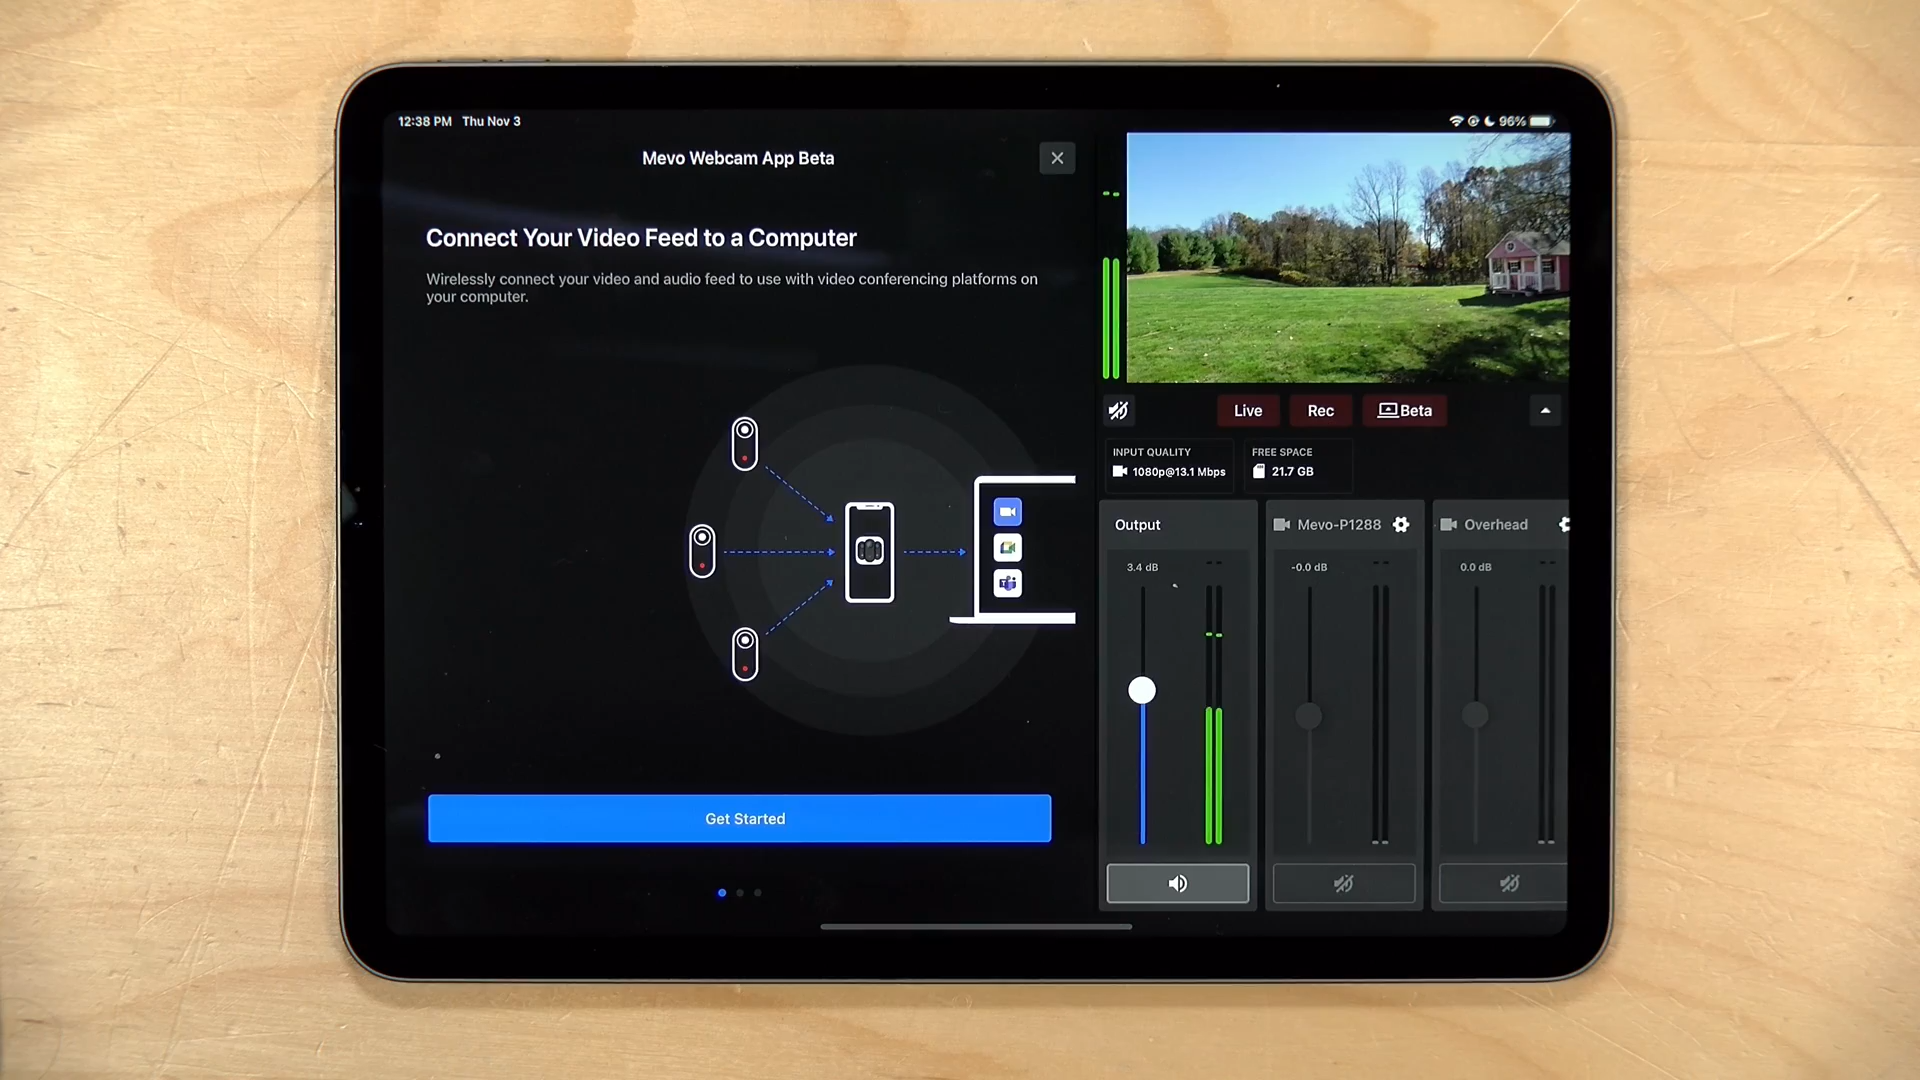 12:38 PM Thu Nov 3
96%
Mevo Webcam App Beta
Connect Your Video Feed to a Computer
Wirelessly connect your video and audio feed to use with video conferencing platforms on
your computer.
Get Started
Live
Rec
Beta
INPUT QUALITY
1080p@13.1 Mbps
FREE SPACE
21.7 GB
Output
3.4 dB
Mevo-P1288
-0.0 dB
Overhead
0.0 dB